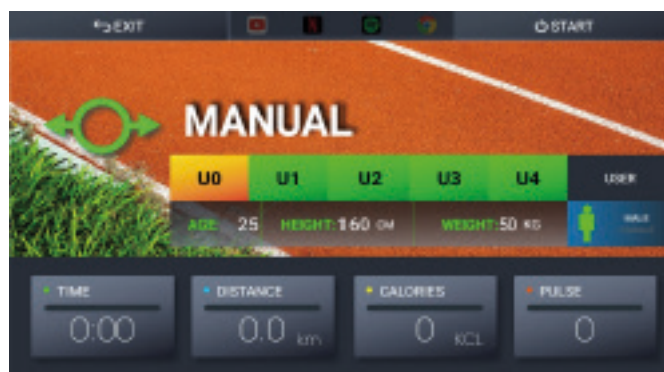 EXIT
START
MANUAL
U0 U1 U2 U3 U4 USER
AGE: 25 HEIGHT:160 CM WEIGHT:50 KG MALE
TIME DISTANCE CALORIES PULSE
0:00 0.0 km 0 KCL 0